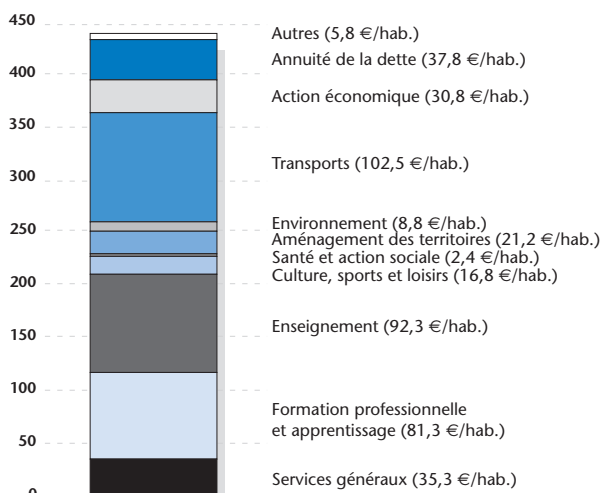 450
400
350
300
250
200
150
100
50
0
Autres (5,8 €/hab.)
Annuité de la dette (37,8 €/hab.)
Action économique (30,8 €/hab.)
Transports (102,5 €/hab.)
Environnement (8,8 €/hab.)
Aménagement des territoires (21,2 €/hab.)
Santé et action sociale (2,4 €/hab.)
Culture, sports et loisirs (16,8 €/hab.)
Enseignement (92,3 €/hab.)
Formation professionnelle
et apprentissage (81,3 €/hab.)
Services généraux (35,3 €/hab.)